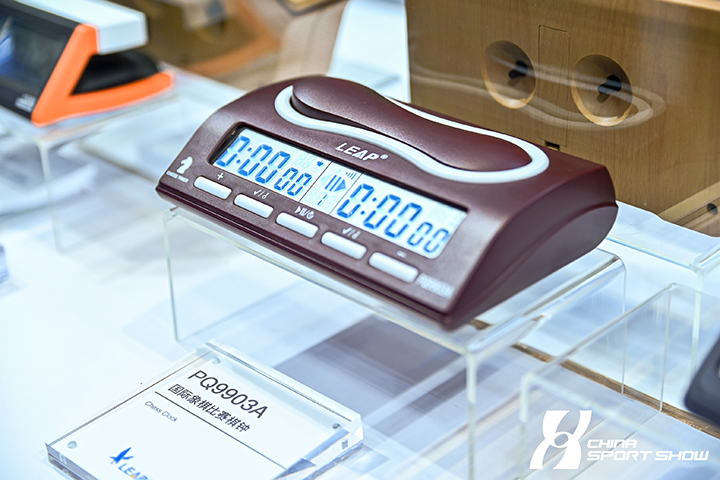 LEAP®
0:00 00
0:00 00
+
−
PQ9903A
国际象棋比赛棋钟
Chess Clock
LEAP
CHINA
SPORT SHOW